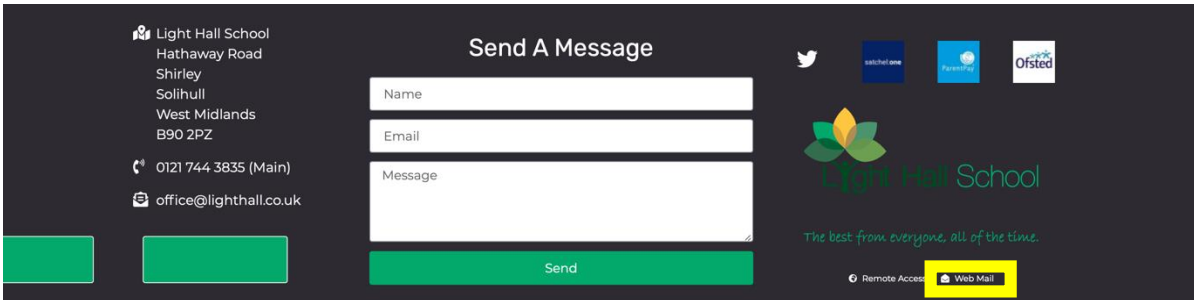 Light Hall School
Hathaway Road
Shirley
Solihull
West Midlands
B90 2PZ
0121 744 3835 (Main)
office@lighthall.co.uk
Send A Message
Name
Email
Message
Send
satchel:one
ParentPay
Ofsted
Light Hall School
The best from everyone, all of the time.
Remote Access
Web Mail